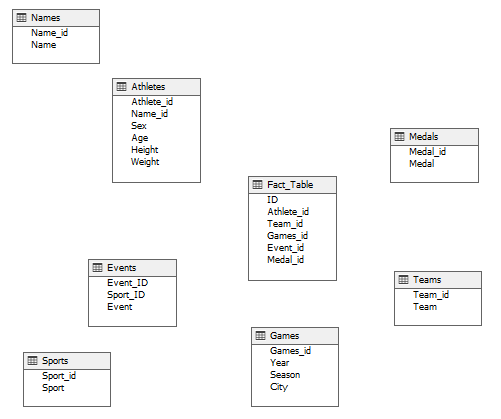 Names
Name_id
Name
Athletes
Athlete_id
Name_id
Sex
Age
Height
Weight
Medals
Medal_id
Medal
Fact_Table
ID
Athlete_id
Team_id
Games_id
Event_id
Medal_id
Events
Event_ID
Sport_ID
Event
Teams
Team_id
Team
Games
Games_id
Year
Season
City
Sports
Sport_id
Sport